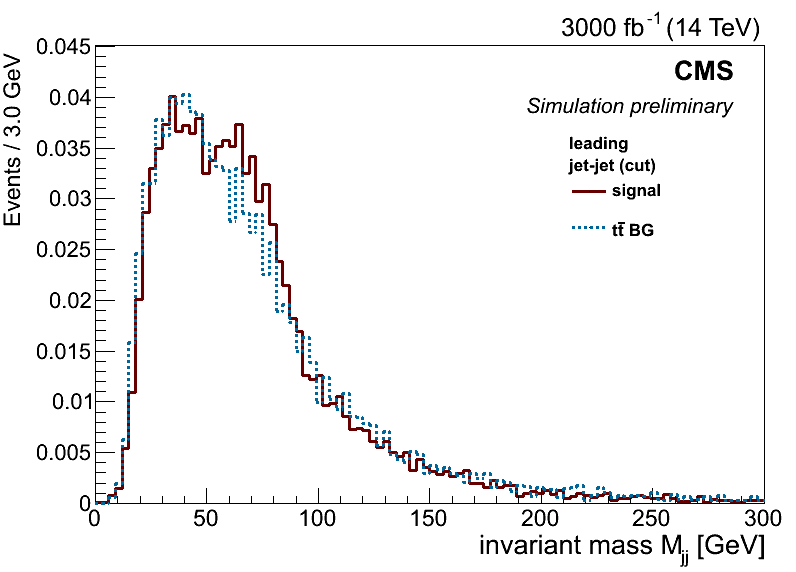 3000 fb⁻¹ (14 TeV)
Events / 3.0 GeV
0.045
0.04
0.035
0.03
0.025
0.02
0.015
0.01
0.005
0
CMS
Simulation preliminary
leading
jet-jet (cut)
signal
tt̄ BG
0 50 100 150 200 250 300
invariant mass Mjj [GeV]